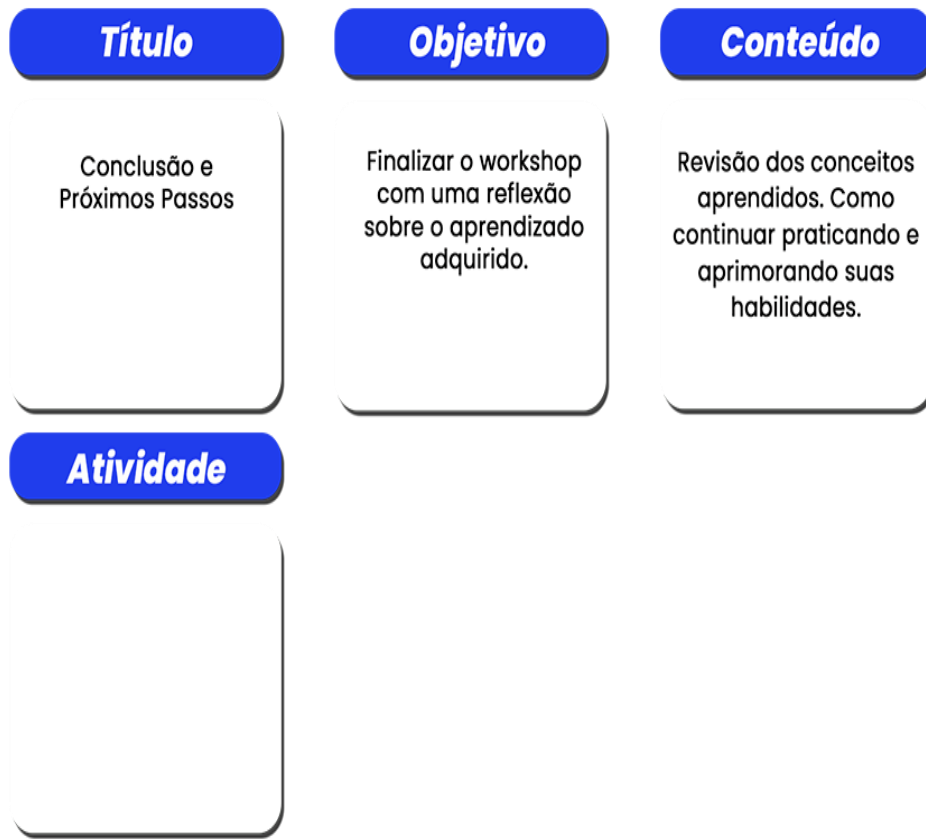 Título
Objetivo
Conteúdo
Conclusão e
Próximos Passos
Finalizar o workshop
com uma reflexão
sobre o aprendizado
adquirido.
Revisão dos conceitos
aprendidos. Como
continuar praticando e
aprimorando suas
habilidades.
Atividade